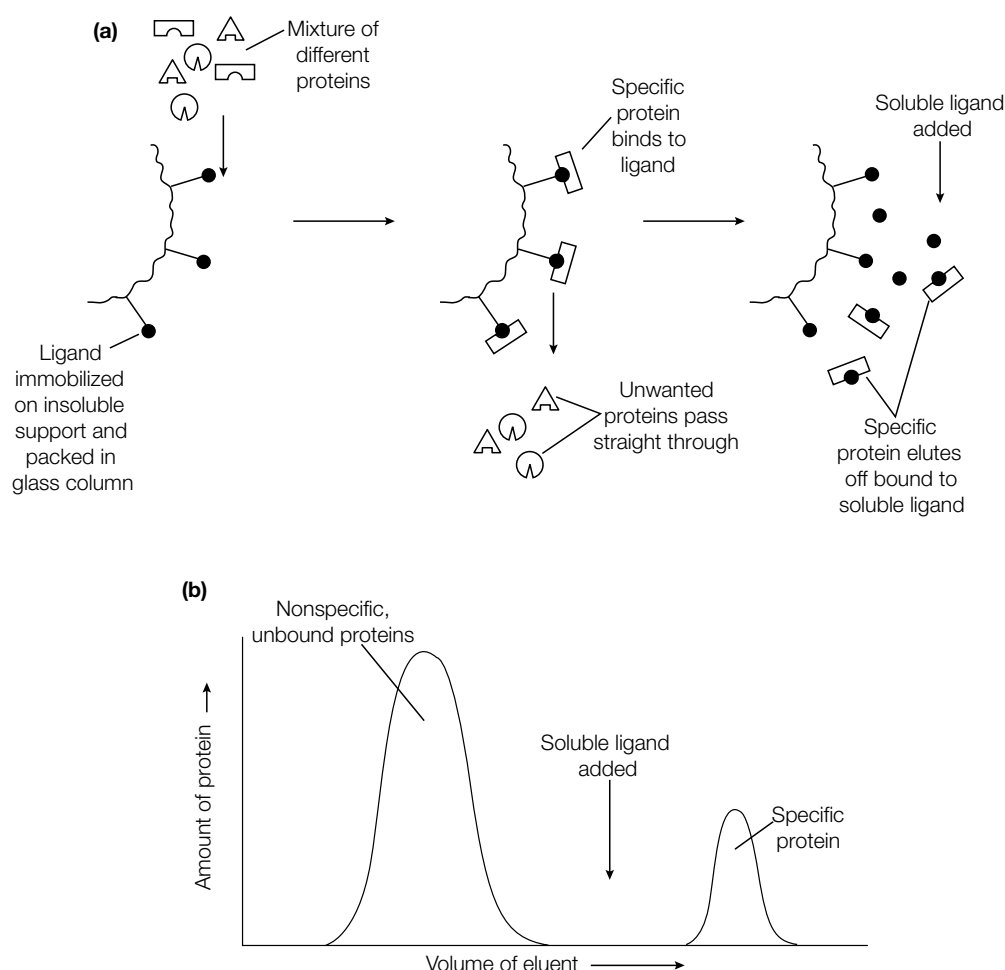 (a)
Mixture of
different
proteins
Specific
protein
binds to
ligand
Soluble ligand
added
Ligand
immobilized
on insoluble
support and
packed in
glass column
Unwanted
proteins pass
straight through
Specific
protein elutes
off bound to
soluble ligand
(b)
Nonspecific,
unbound proteins
Soluble ligand
added
Specific
protein
Amount of protein
Volume of eluent